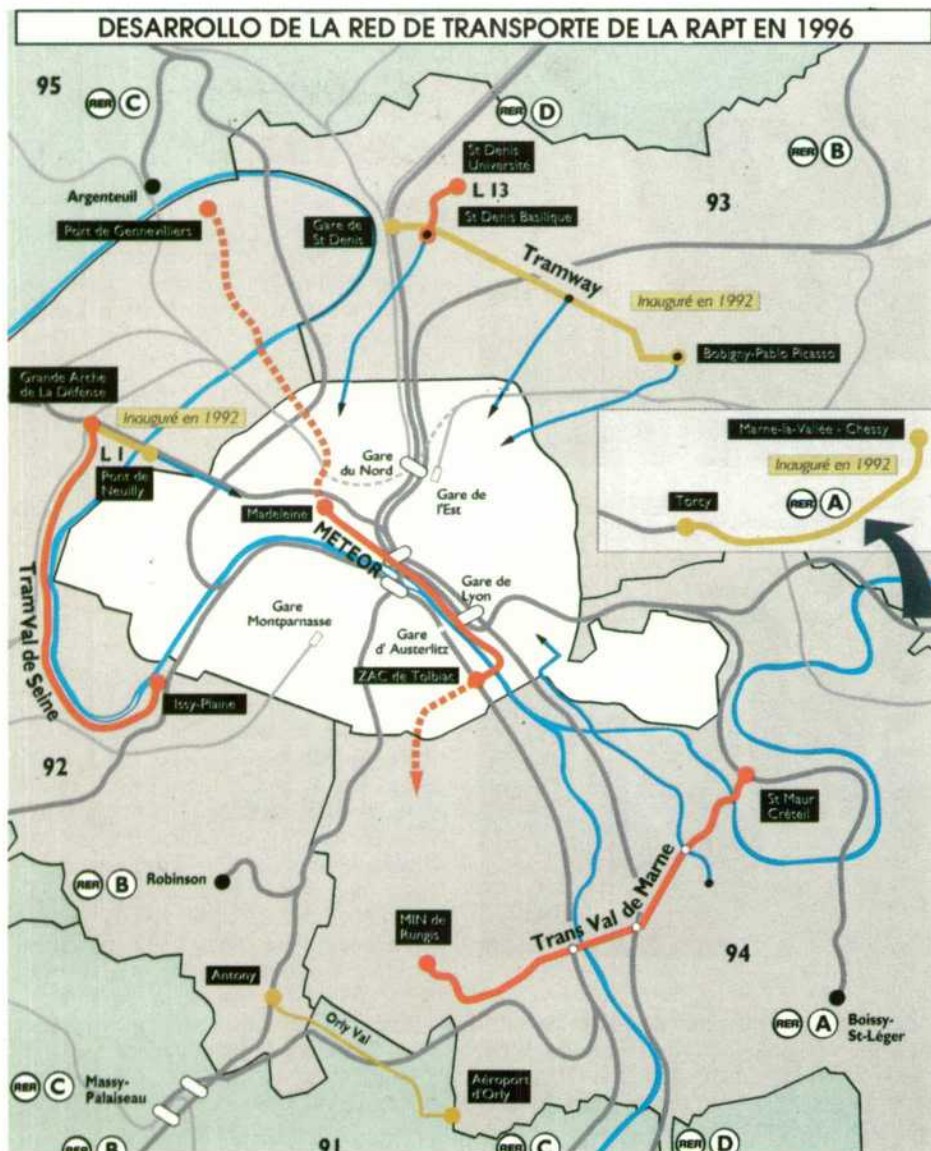 DESARROLLO DE LA RED DE TRANSPORTE DE LA RAPT EN 1996
95
RER C
RER D
RER B
93
Argenteuil
Port de Gennevilliers
St Denis
Université
L 13
Gare de
St Denis
St Denis Basilique
Tramway
Inauguré en 1992
Bobigny-Pablo Picasso
Grande Arche
de La Défense
Inauguré en 1992
L 1
Pont de
Neuilly
Marne-la-Vallée - Chessy
Inauguré en 1992
RER A
Torcy
Gare
du Nord
Gare de
l'Est
Madeleine
METEOR
Gare de
Lyon
Gare
Montparnasse
Gare
d'Austerlitz
ZAC de Tolbiac
Tram Val de Seine
Issy-Plaine
92
St Maur
Créteil
RER B
Robinson
MIN de
Rungis
Trans Val de Marne
94
Antony
Orly Val
RER A
Boissy-
St-Léger
RER C
Massy-
Palaiseau
Aéroport
d'Orly
RER B
91
RER C
RER D